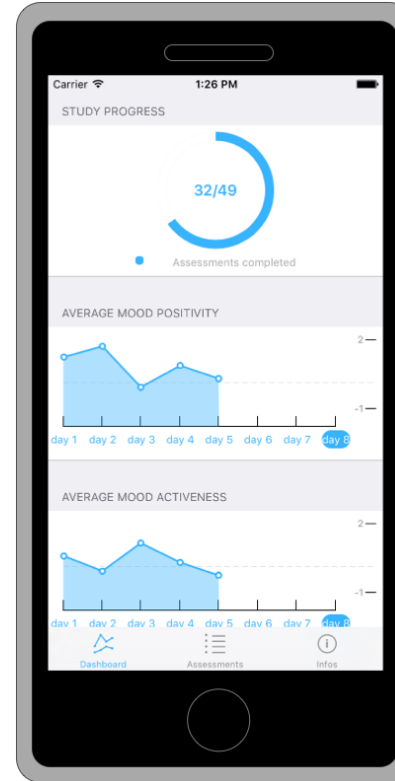 Carrier 1:26 PM
STUDY PROGRESS
32/49
Assessments completed
AVERAGE MOOD POSITIVITY
2
-1
day 1 day 2 day 3 day 4 day 5 day 6 day 7 day 8
AVERAGE MOOD ACTIVENESS
2
-1
day 1 day 2 day 3 day 4 day 5 day 6 day 7 day 8
Dashboard Assessments Infos